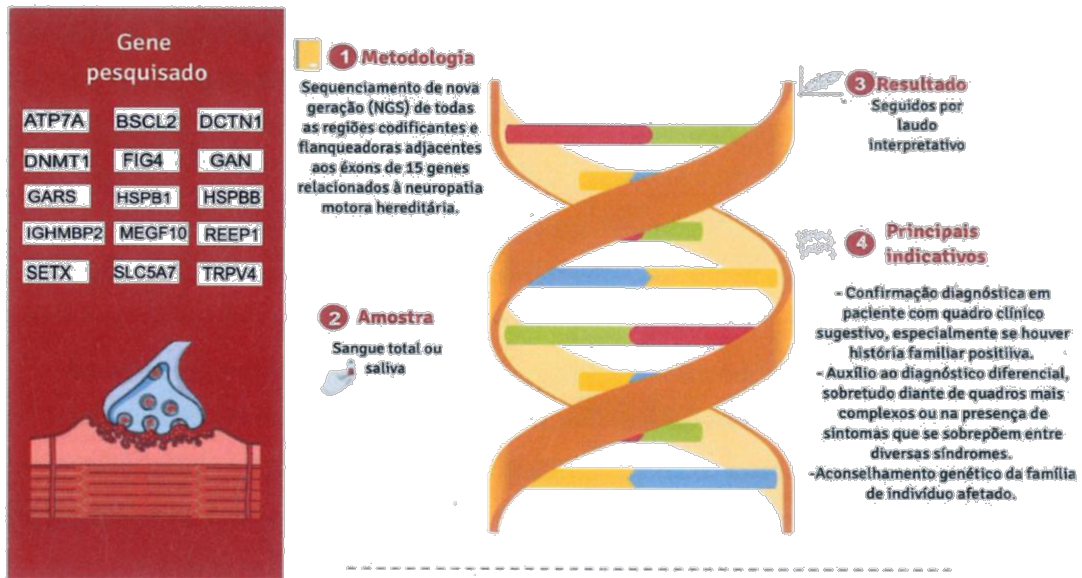 Gene
pesquisado
ATP7A BSCL2 DCTN1
DNMT1 FIG4 GAN
GARS HSPB1 HSPBB
IGHMBP2 MEGF10 REEP1
SETX SLC5A7 TRPV4
1 Metodologia
Sequenciamento de nova
geração (NGS) de todas
as regiões codificantes e
flanqueadoras adjacentes
aos éxons de 15 genes
relacionados à neuropatia
motora hereditária.
2 Amostra
Sangue total ou
saliva
3 Resultado
Seguidos por
laudo
interpretativo
4 Principais
indicativos
- Confirmação diagnóstica em
paciente com quadro clínico
sugestivo, especialmente se houver
história familiar positiiva.
- Auxílio ao diagnóstico diferencial,
sobretudo diante de quadros mais
complexos ou na presença de
sintomas que se sobrepõem entre
diversas síndromes.
-Aconselhamento genético da família
de indivíduo afetado.